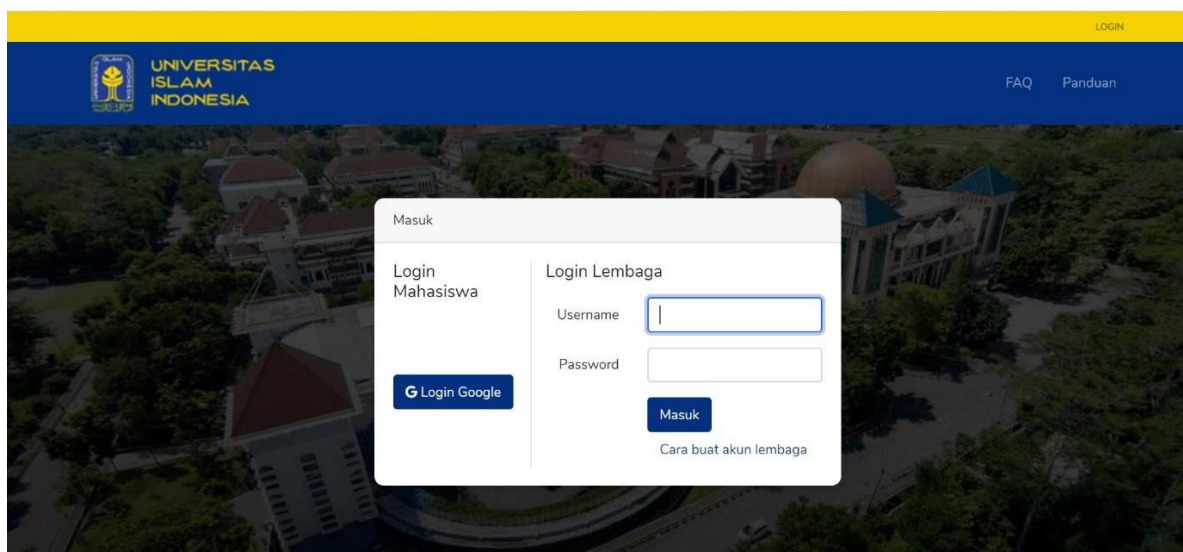 LOGIN
UNIVERSITAS
ISLAM
INDONESIA
FAQ
Panduan
Masuk
Login
Mahasiswa
G Login Google
Login Lembaga
Username
Password
Masuk
Cara buat akun lembaga